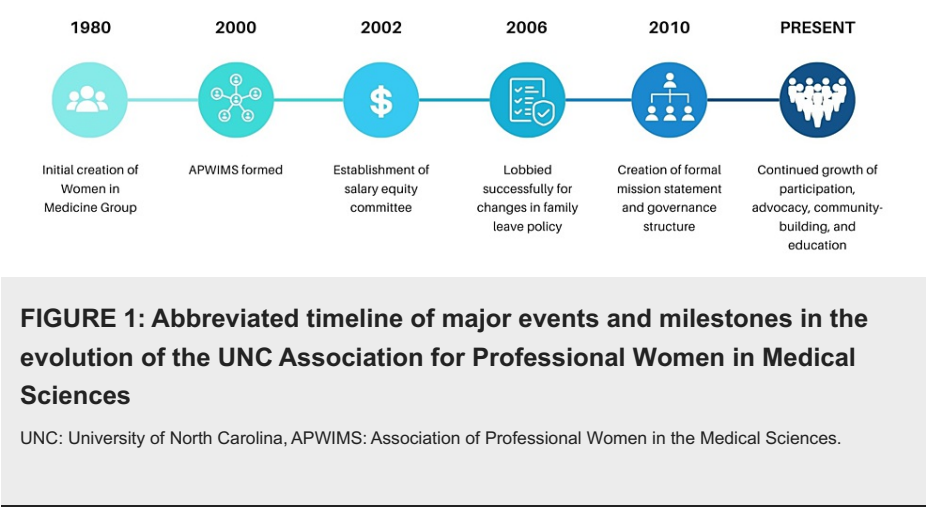 1980
2000
2002
2006
2010
PRESENT
$
Initial creation of
Women in
Medicine Group
APWIMS formed
Establishment of
salary equity
committee
Lobbied
successfully for
changes in family
leave policy
Creation of formal
mission statement
and governance
structure
Continued growth of
participation,
advocacy, community-
building, and
education
FIGURE 1: Abbreviated timeline of major events and milestones in the
evolution of the UNC Association for Professional Women in Medical
Sciences
UNC: University of North Carolina, APWIMS: Association of Professional Women in the Medical Sciences.